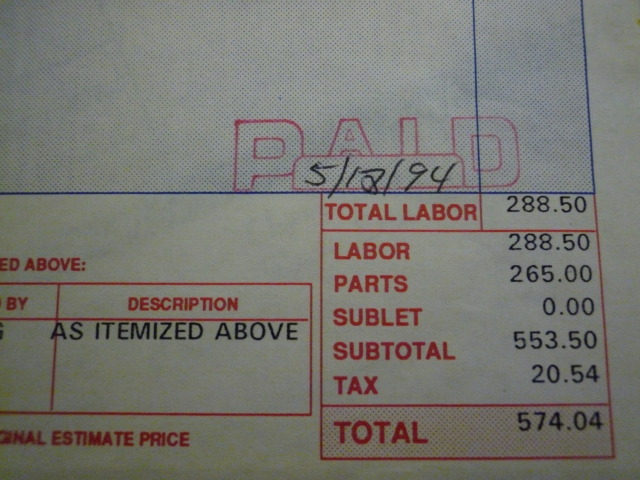 PAID
5/18/94
TOTAL LABOR 288.50
LABOR 288.50
ED ABOVE:
PARTS 265.00
BY DESCRIPTION
SUBLET 0.00
AS ITEMIZED ABOVE
SUBTOTAL 553.50
TAX 20.54
TOTAL 574.04
GINAL ESTIMATE PRICE